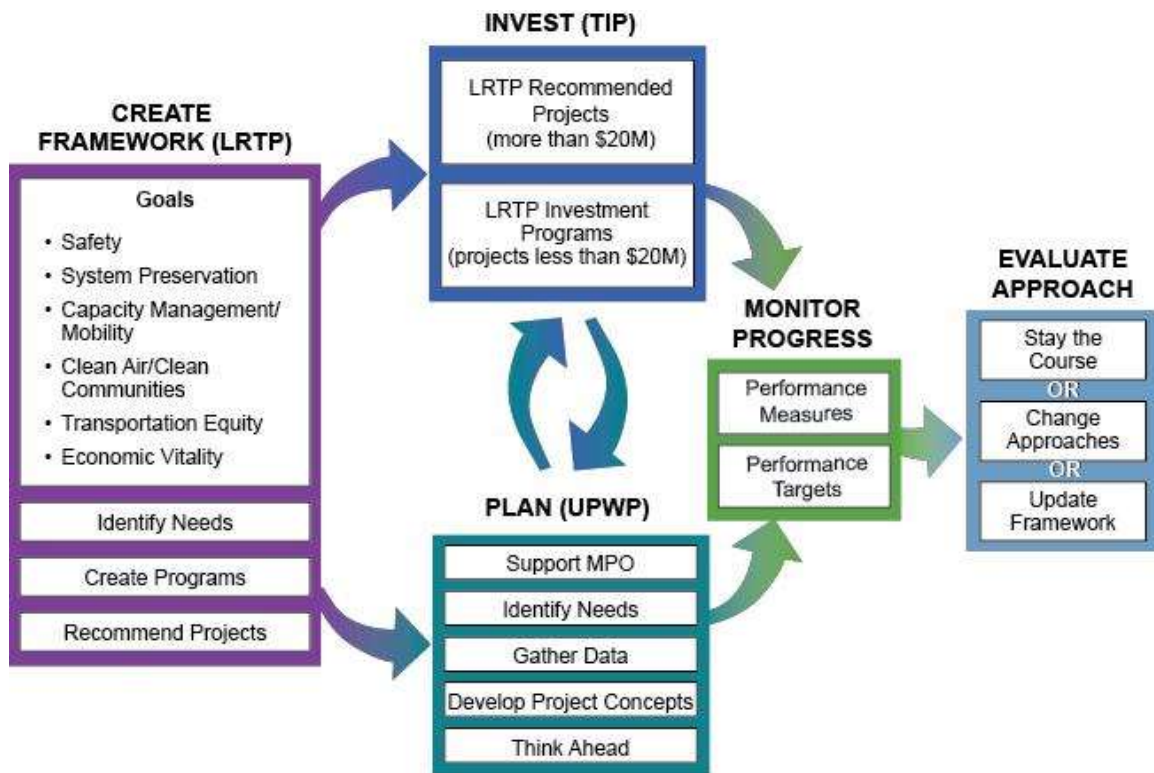 CREATE
FRAMEWORK (LRTP)
Goals
• Safety
• System Preservation
• Capacity Management/
Mobility
• Clean Air/Clean
Communities
• Transportation Equity
• Economic Vitality
Identify Needs
Create Programs
Recommend Projects
INVEST (TIP)
LRTP Recommended
Projects
(more than $20M)
LRTP Investment
Programs
(projects less than $20M)
PLAN (UPWP)
Support MPO
Identify Needs
Gather Data
Develop Project Concepts
Think Ahead
MONITOR
PROGRESS
Performance
Measures
Performance
Targets
EVALUATE
APPROACH
Stay the
Course
OR
Change
Approaches
OR
Update
Framework